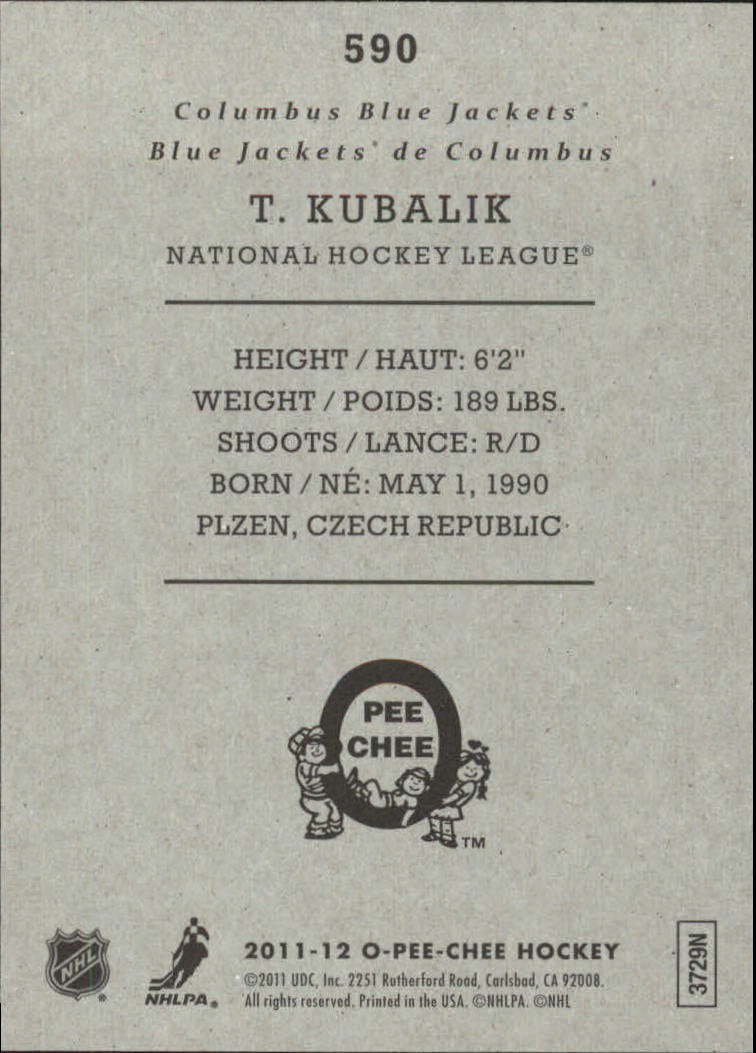 590
Columbus Blue Jackets®
Blue Jackets® de Columbus
T. KUBALIK
NATIONAL HOCKEY LEAGUE®
HEIGHT / HAUT: 6'2"
WEIGHT / POIDS: 189 LBS.
SHOOTS / LANCE: R/D
BORN / NÉ: MAY 1, 1990
PLZEN, CZECH REPUBLIC
O
PEE
CHEE
TM
NHL ®
NHLPA®
2011-12 O-PEE-CHEE HOCKEY
©2011 UDC, Inc. 2251 Rutherford Road, Carlsbad, CA 92008.
All rights reserved. Printed in the USA. ©NHLPA. ©NHL
3729N